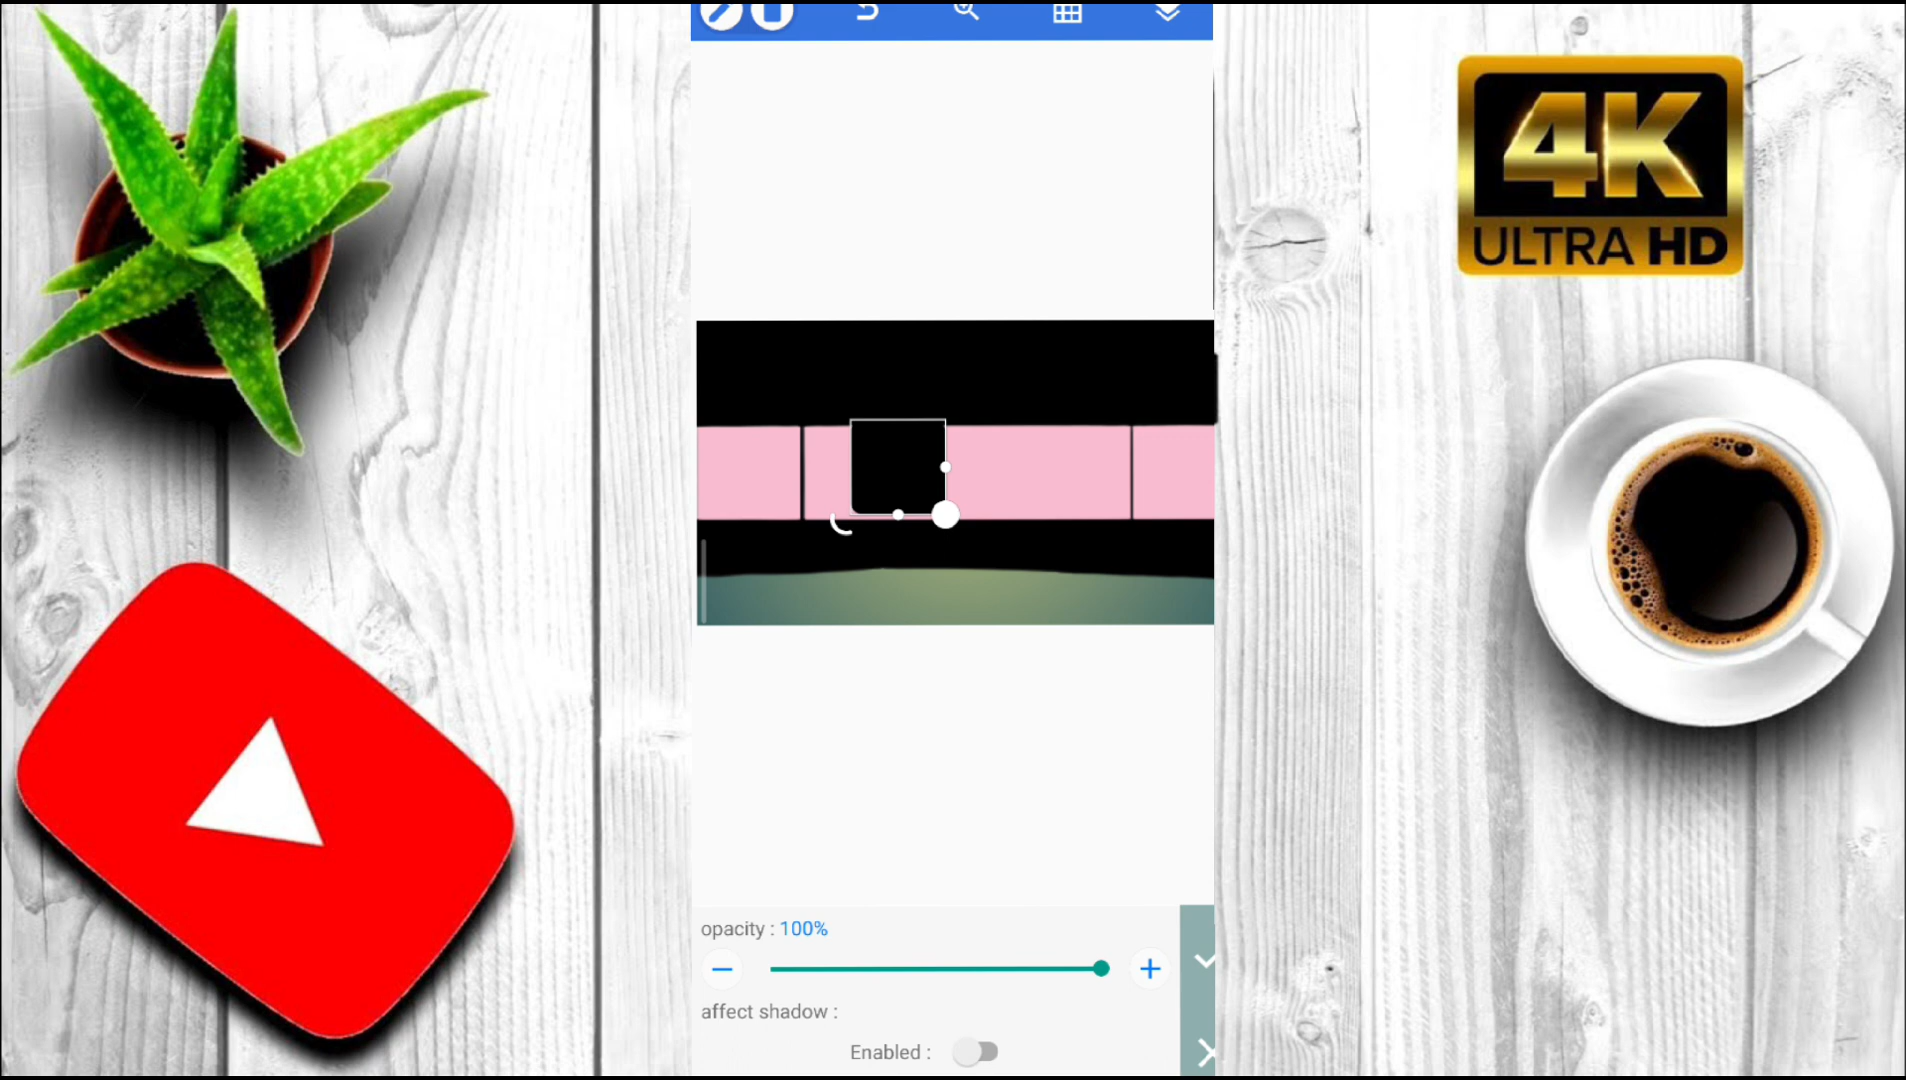 4K
ULTRA HD
opacity : 100%
affect shadow :
Enabled :